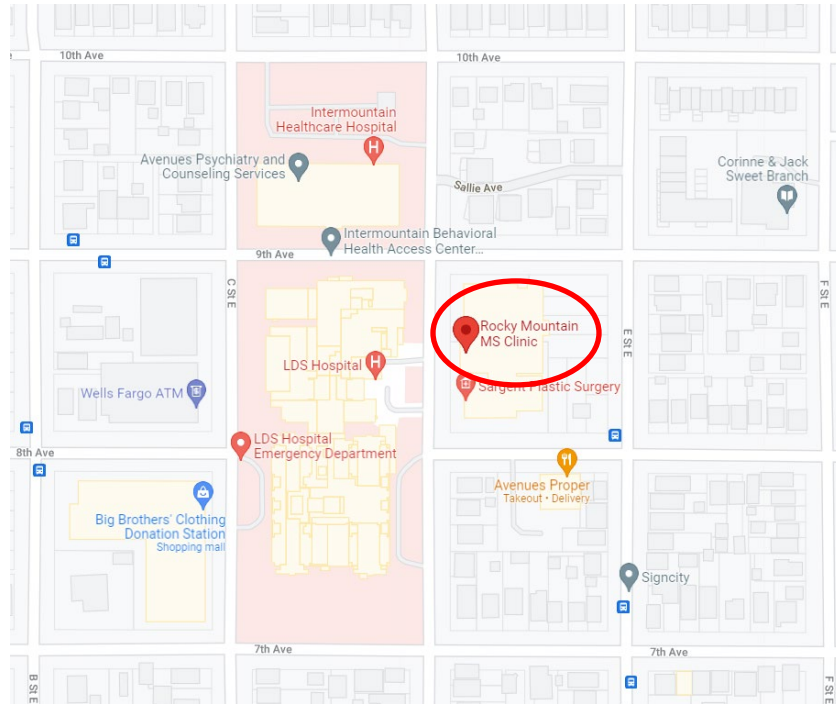 10th Ave
10th Ave
Intermountain
Healthcare Hospital
H
Avenues Psychiatry and
Counseling Services
Corinne & Jack
Sweet Branch
Sallie Ave
Intermountain Behavioral
Health Access Center...
9th Ave
C St E
F St E
Rocky Mountain
MS Clinic
E St E
LDS Hospital
H
Sargent Plastic Surgery
Wells Fargo ATM
LDS Hospital
Emergency Department
8th Ave
Avenues Proper
Takeout • Delivery
Big Brothers' Clothing
Donation Station
Shopping mall
Signcity
7th Ave
7th Ave
B St E
F St E